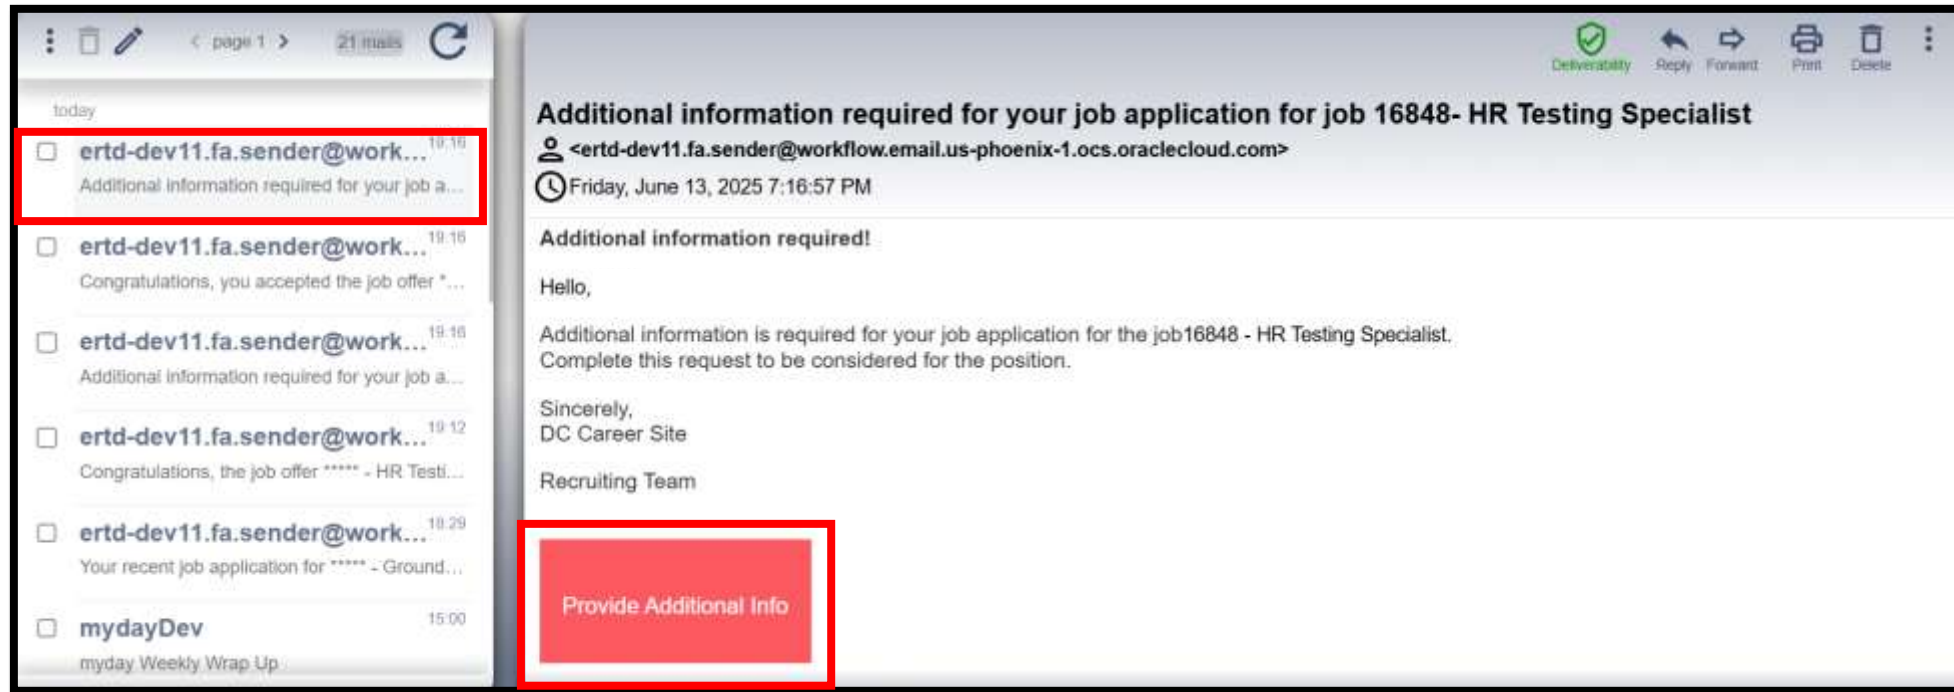 page 1
21 mails
today
ertd-dev11.fa.sender@work... 19:16
Additional information required for your job a...
ertd-dev11.fa.sender@work... 19:16
Congratulations, you accepted the job offer *...
ertd-dev11.fa.sender@work... 19:16
Additional information required for your job a...
ertd-dev11.fa.sender@work... 19:12
Congratulations, the job offer ***** - HR Testi...
ertd-dev11.fa.sender@work... 18:29
Your recent job application for ***** - Ground...
mydayDev 15:00
myday Weekly Wrap Up
Deliverability Reply Forward Print Delete
Additional information required for your job application for job 16848- HR Testing Specialist
<ertd-dev11.fa.sender@workflow.email.us-phoenix-1.ocs.oraclecloud.com>
Friday, June 13, 2025 7:16:57 PM
Additional information required!
Hello,
Additional information is required for your job application for the job16848 - HR Testing Specialist.
Complete this request to be considered for the position.
Sincerely,
DC Career Site
Recruiting Team
Provide Additional Info